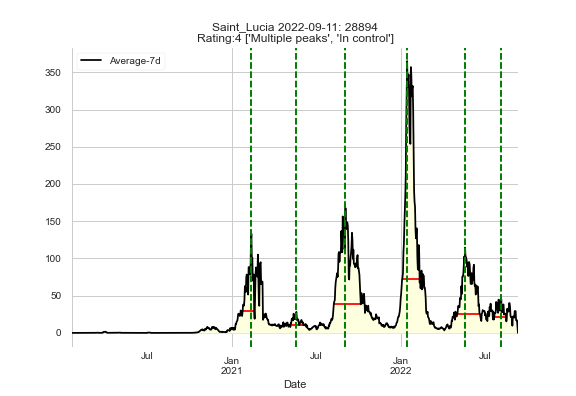 Saint_Lucia 2022-09-11: 28894
Rating:4 ['Multiple peaks', 'In control']
Average-7d
350
300
250
200
150
100
50
0
Jul
Jan
2021
Jul
Jan
2022
Jul
Date